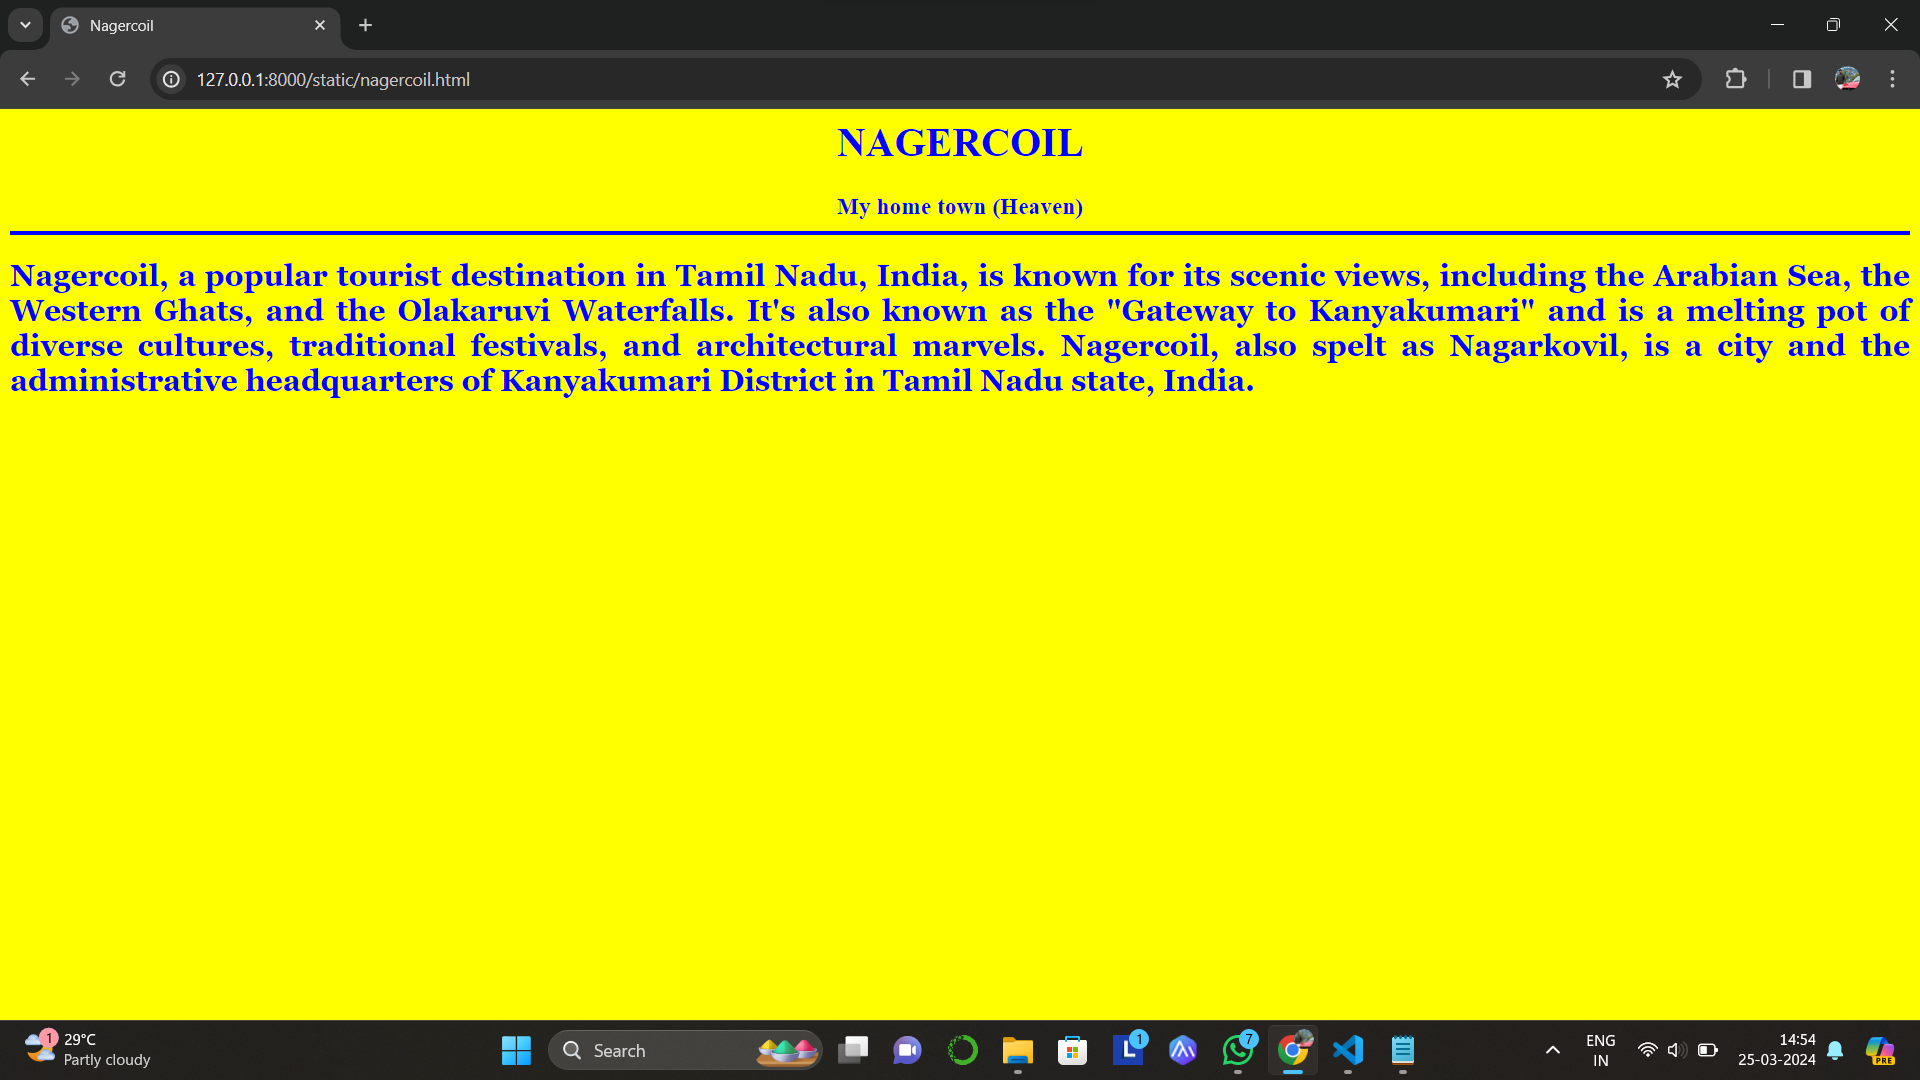 Nagercoil
127.0.0.1:8000/static/nagercoil.html
NAGERCOIL
My home town (Heaven)
Nagercoil, a popular tourist destination in Tamil Nadu, India, is known for its scenic views, including the Arabian Sea, the
Western Ghats, and the Olakaruvi Waterfalls. It's also known as the "Gateway to Kanyakumari" and is a melting pot of
diverse cultures, traditional festivals, and architectural marvels. Nagercoil, also spelt as Nagarkovil, is a city and the
administrative headquarters of Kanyakumari District in Tamil Nadu state, India.
1
29°C
Partly cloudy
Search
L
1
7
ENG
IN
14:54
25-03-2024
PRE